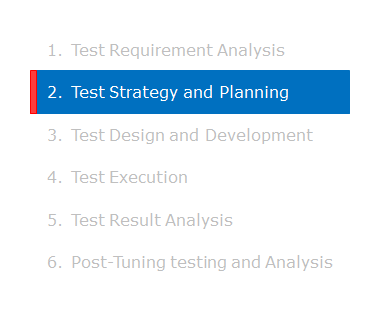 1. Test Requirement Analysis
2. Test Strategy and Planning
3. Test Design and Development
4. Test Execution
5. Test Result Analysis
6. Post-Tuning testing and Analysis